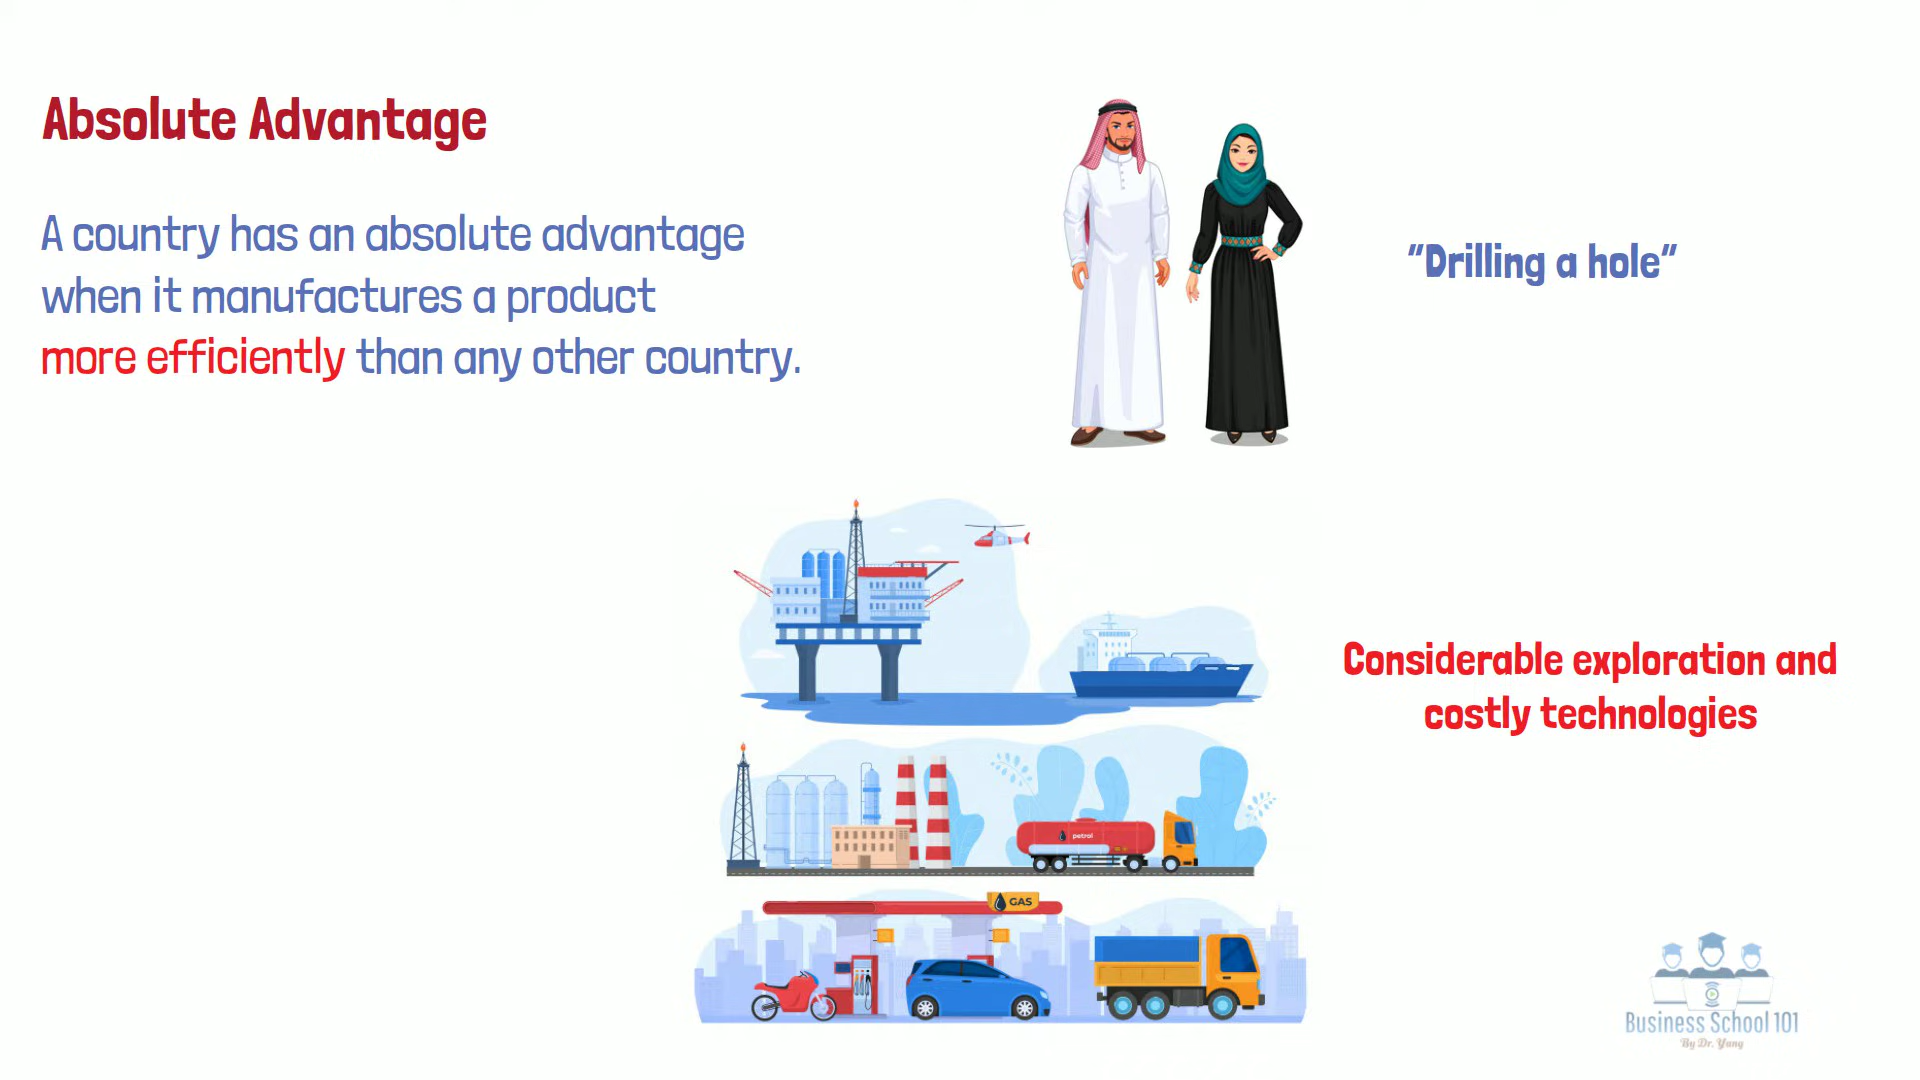 Absolute Advantage
A country has an absolute advantage
when it manufactures a product
more efficiently than any other country.
"Drilling a hole"
Considerable exploration and
costly technologies
petrol
GAS
Business School 101
By Dr. Yang